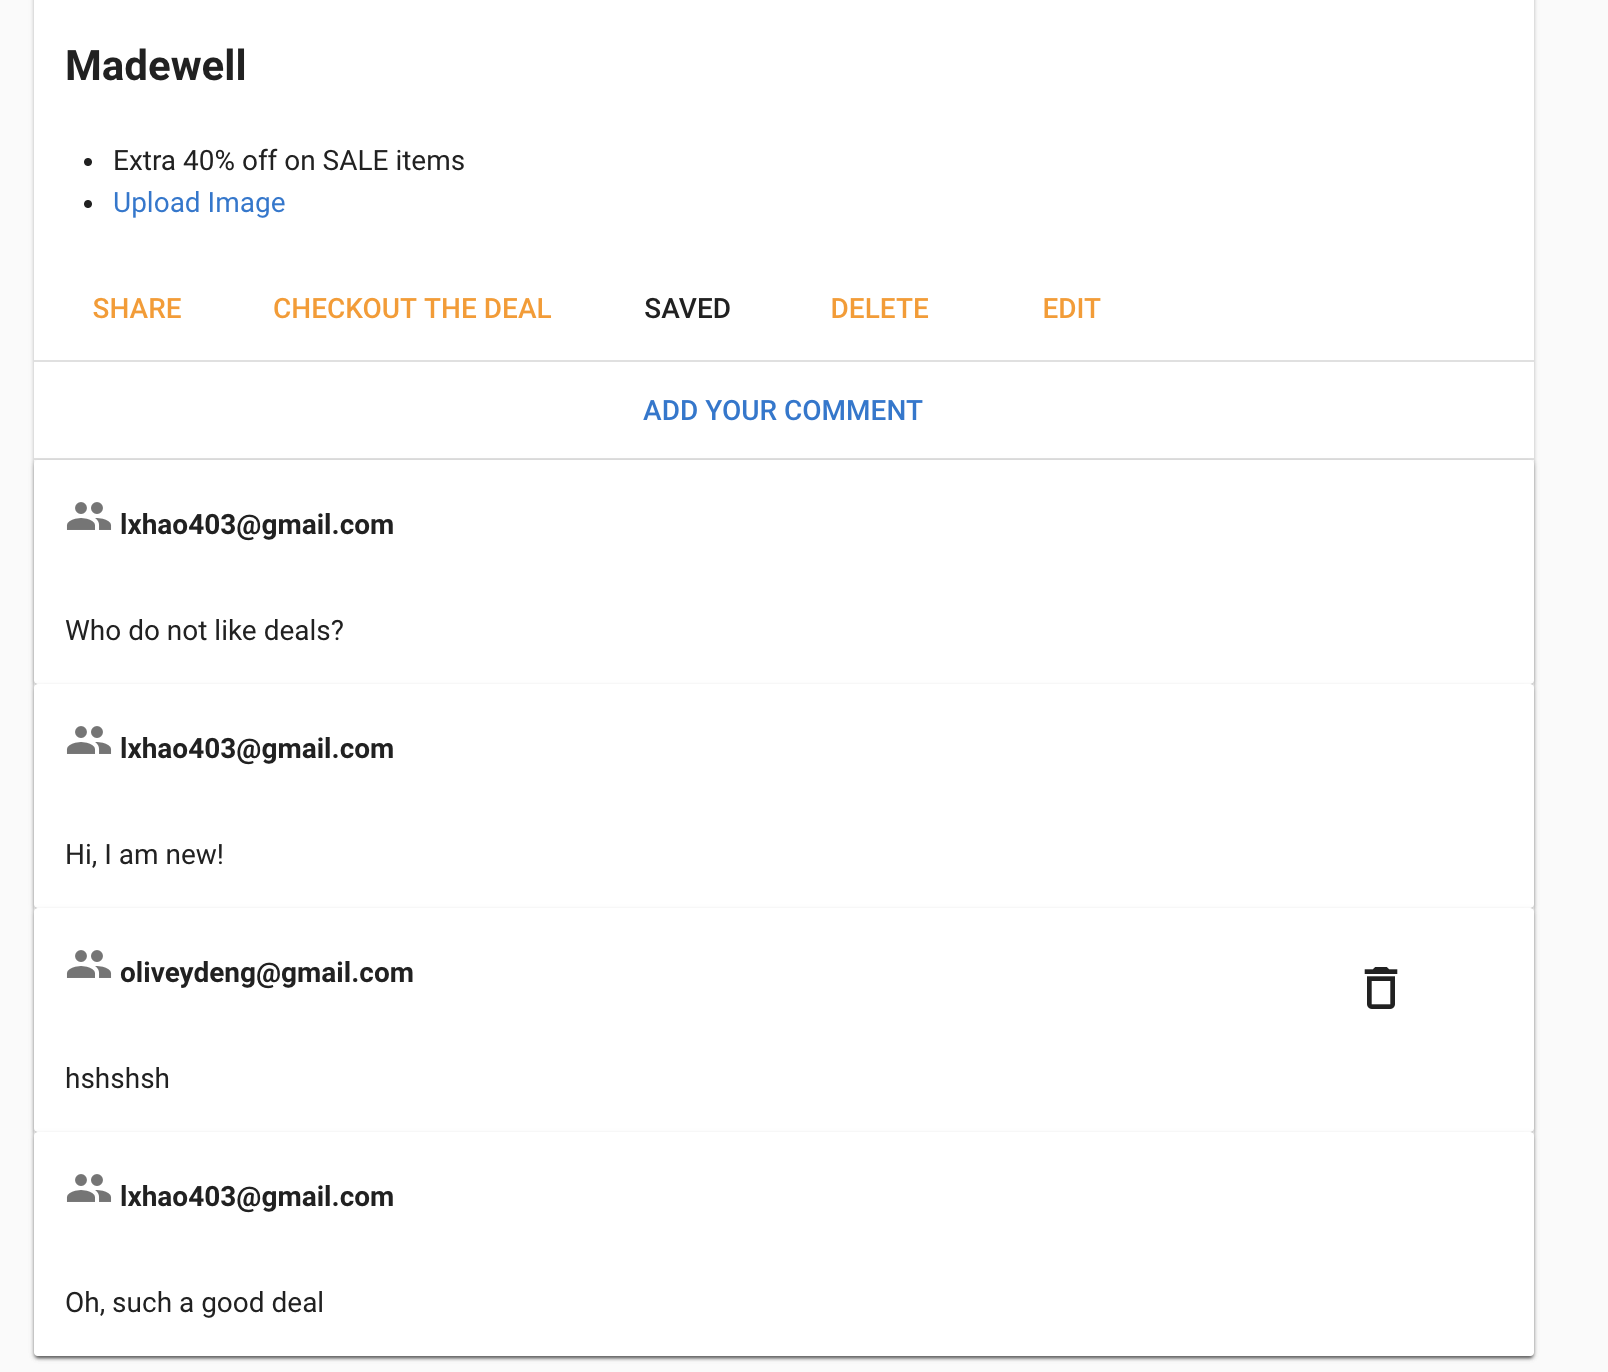 Madewell
Extra 40% off on SALE items
Upload Image
SHARE CHECKOUT THE DEAL SAVED DELETE EDIT
ADD YOUR COMMENT
lxhao403@gmail.com
Who do not like deals?
lxhao403@gmail.com
Hi, I am new!
oliveydeng@gmail.com
hshshsh
lxhao403@gmail.com
Oh, such a good deal